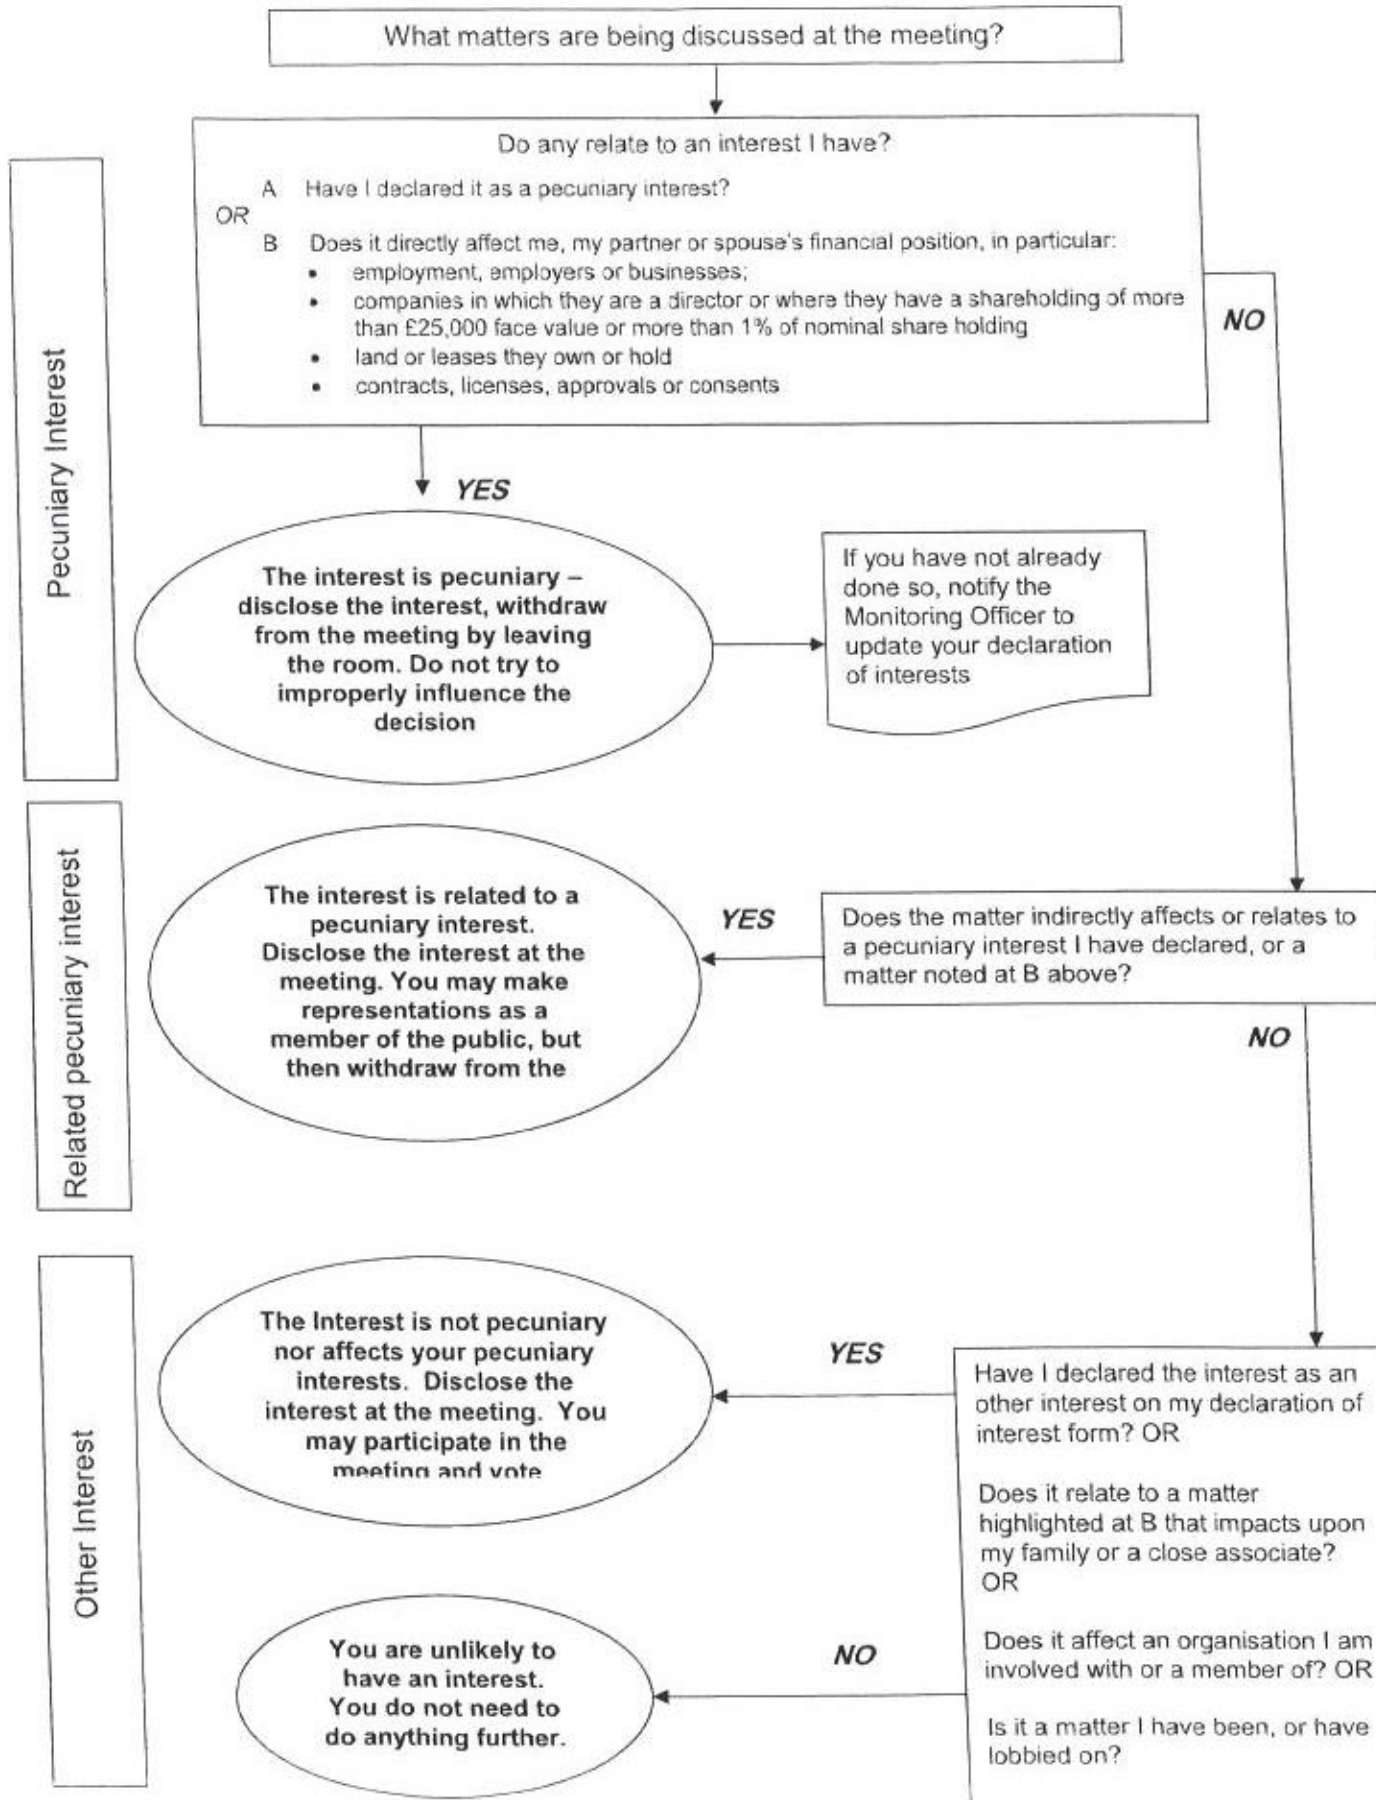 What matters are being discussed at the meeting?
Do any relate to an interest I have?
A Have I declared it as a pecuniary interest?
OR
B Does it directly affect me, my partner or spouse's financial position, in particular:
• employment, employers or businesses;
• companies in which they are a director or where they have a shareholding of more
than £25,000 face value or more than 1% of nominal share holding
• land or leases they own or hold
• contracts, licenses, approvals or consents
NO
Pecuniary Interest
YES
The interest is pecuniary –
disclose the interest, withdraw
from the meeting by leaving
the room. Do not try to
improperly influence the
decision
If you have not already
done so, notify the
Monitoring Officer to
update your declaration
of interests
Related pecuniary interest
The interest is related to a
pecuniary interest.
Disclose the interest at the
meeting. You may make
representations as a
member of the public, but
then withdraw from the
YES
Does the matter indirectly affects or relates to
a pecuniary interest I have declared, or a
matter noted at B above?
NO
Other Interest
The Interest is not pecuniary
nor affects your pecuniary
interests. Disclose the
interest at the meeting. You
may participate in the
meeting and vote
YES
Have I declared the interest as an
other interest on my declaration of
interest form? OR
Does it relate to a matter
highlighted at B that impacts upon
my family or a close associate?
OR
Does it affect an organisation I am
involved with or a member of? OR
Is it a matter I have been, or have
lobbied on?
NO
You are unlikely to
have an interest.
You do not need to
do anything further.